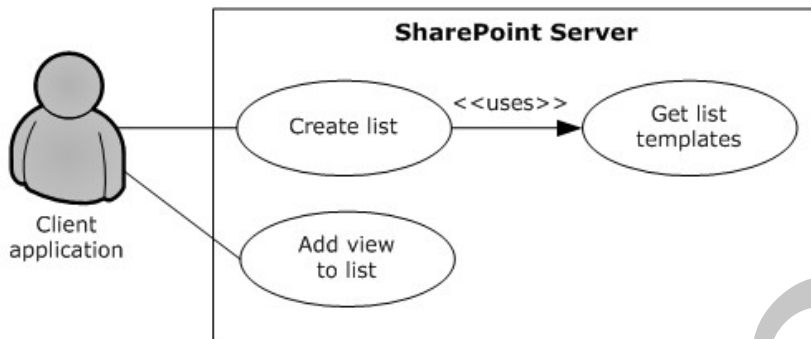 SharePoint Server
Create list
<<uses>>
Get list
templates
Client
application
Add view
to list